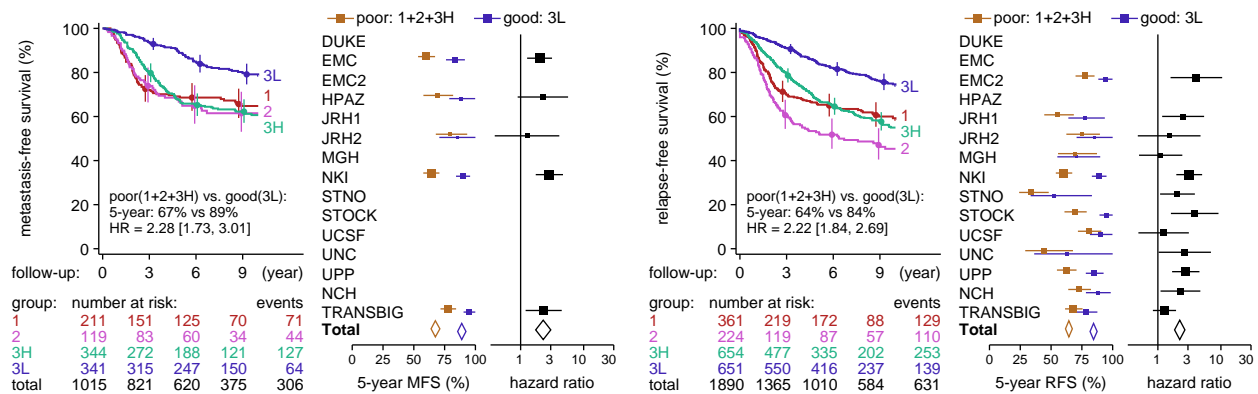 metastasis-free survival (%)
100
80
60
40
20
0
3L
1
2
3H
poor(1+2+3H) vs. good(3L):
5-year: 67% vs 89%
HR = 2.28 [1.73, 3.01]
follow-up: 0 3 6 9 (year)
group: number at risk: events
1 211 151 125 70 71
2 119 83 60 34 44
3H 344 272 188 121 127
3L 341 315 247 150 64
total 1015 821 620 375 306
poor: 1+2+3H good: 3L
DUKE
EMC
EMC2
HPAZ
JRH1
JRH2
MGH
NKI
STNO
STOCK
UCSF
UNC
UPP
NCH
TRANSBIG
Total
0 25 50 75 100 1 3 10 30
5-year MFS (%) hazard ratio
relapse-free survival (%)
100
80
60
40
20
0
3L
1
3H
2
poor(1+2+3H) vs. good(3L):
5-year: 64% vs 84%
HR = 2.22 [1.84, 2.69]
follow-up: 0 3 6 9 (year)
group: number at risk: events
1 361 219 172 88 129
2 224 119 87 57 110
3H 654 477 335 202 253
3L 651 550 416 237 139
total 1890 1365 1010 584 631
poor: 1+2+3H good: 3L
DUKE
EMC
EMC2
HPAZ
JRH1
JRH2
MGH
NKI
STNO
STOCK
UCSF
UNC
UPP
NCH
TRANSBIG
Total
0 25 50 75 100 1 3 10 30
5-year RFS (%) hazard ratio